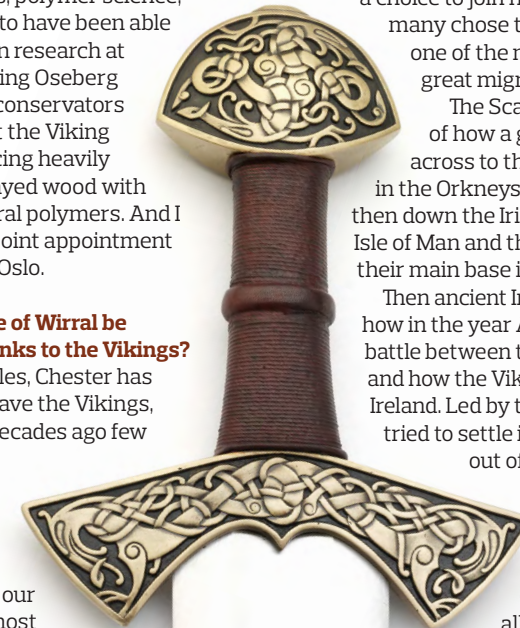 s, polymer science,
to have been able
n research at
ing Oseberg
conservators
t the Viking
cing heavily
ayed wood with
ral polymers. And I
oint appointment
Oslo.
e of Wirral be
nks to the Vikings?
les, Chester has
ave the Vikings,
ecades ago few
our
most
a choice to join
many chose t
one of the
great migr
The Sca
of how a g
across to th
in the Orkneys
then down the Iri
Isle of Man and th
their main base i
Then ancient Ir
how in the year A
battle between t
and how the Vik
Ireland. Led by t
tried to settle i
out of
all